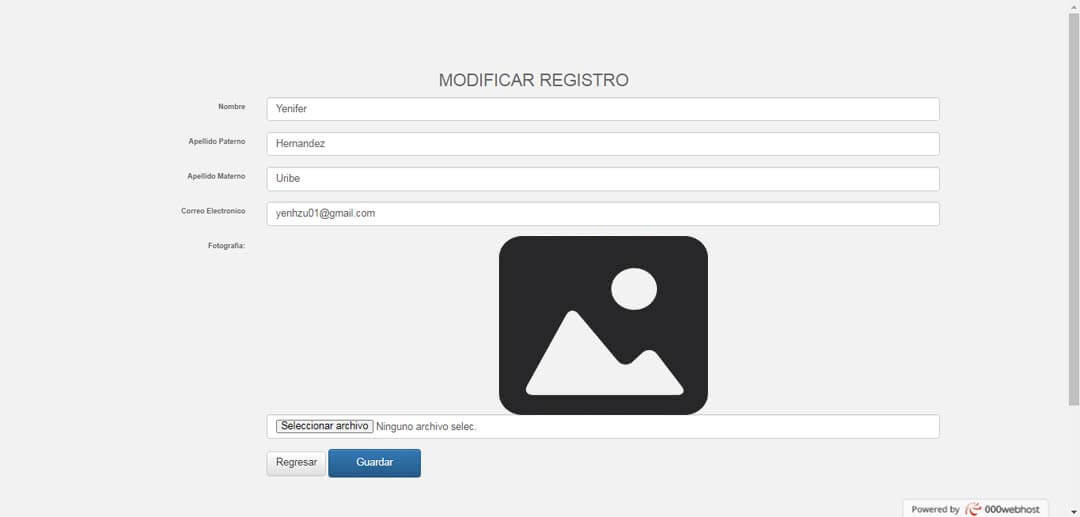 MODIFICAR REGISTRO
Nombre
Yenifer
Apellido Paterno
Hernandez
Apellido Materno
Uribe
Correo Electronico
yenhzu01@gmail.com
Fotografia:
Seleccionar archivo Ninguno archivo selec.
Regresar Guardar
Powered by 000webhost